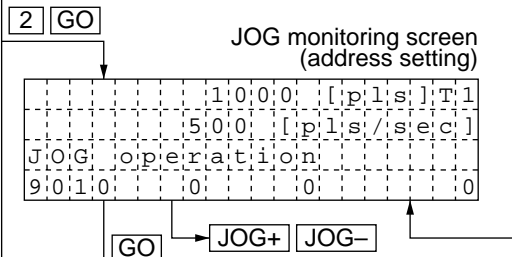 2 GO
JOG monitoring screen
(address setting)
1000 [pls]T1
500 [pls/sec]
JOG operation
9010 0 0 0
GO JOG+ JOG–